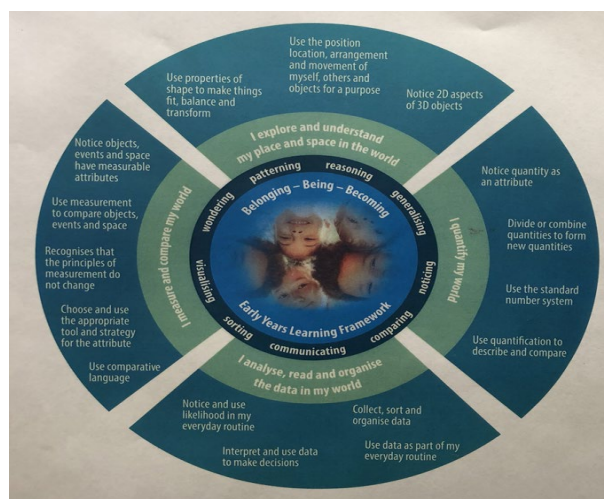 Use properties of
shape to make things
fit, balance and
transform
Use the position
location, arrangement
and movement of
myself, others and
objects for a purpose
Notice 2D aspects
of 3D objects
I explore and understand
my place and space in the world
Notice objects,
events and space
have measurable
attributes
Use measurement
to compare objects,
events and space
Recognises that
the principles of
measurement do
not change
Choose and use
the appropriate
tool and strategy
for the attribute
Use comparative
language
I measure and compare my world
wondering
patterning
reasoning
generalising
noticing
comparing
communicating
sorting
visualising
Belonging – Being – Becoming
Early Years Learning Framework
I quantify my world
Notice quantity as
an attribute
Divide or combine
quantities to form
new quantities
Use the standard
number system
Use quantification to
describe and compare
I analyse, read and organise
the data in my world
Notice and use
likelihood in my
everyday routine
Interpret and use data
to make decisions
Collect, sort and
organise data
Use data as part of my
everyday routine